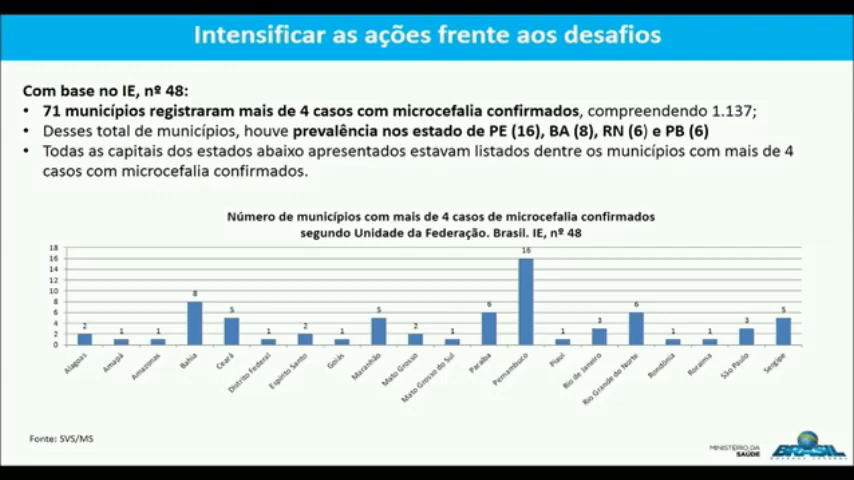 Intensificar as ações frente aos desafios
Com base no IE, nº 48:
• 71 municípios registraram mais de 4 casos com microcefalia confirmados, compreendendo 1.137;
• Desses total de municípios, houve prevalência nos estado de PE (16), BA (8), RN (6) e PB (6)
• Todas as capitais dos estados abaixo apresentados estavam listados dentre os municípios com mais de 4
casos com microcefalia confirmados.
Número de municípios com mais de 4 casos de microcefalia confirmados
segundo Unidade da Federação. Brasil. IE, nº 48
18
16
14
12
10
8
6
4
2
0
2 1 1 8 5 1 2 1 5 2 1 6 16 1 3 6 1 1 3 5
Alagoas Amapá Amazonas Bahia Ceará Distrito Federal Espírito Santo Goiás Maranhão Mato Grosso Mato Grosso do Sul Paraíba Pernambuco Piauí Rio de Janeiro Rio Grande do Norte Rondônia Roraima São Paulo Sergipe
Fonte: SVS/MS
MINISTÉRIO DA
SAÚDE
BRASIL